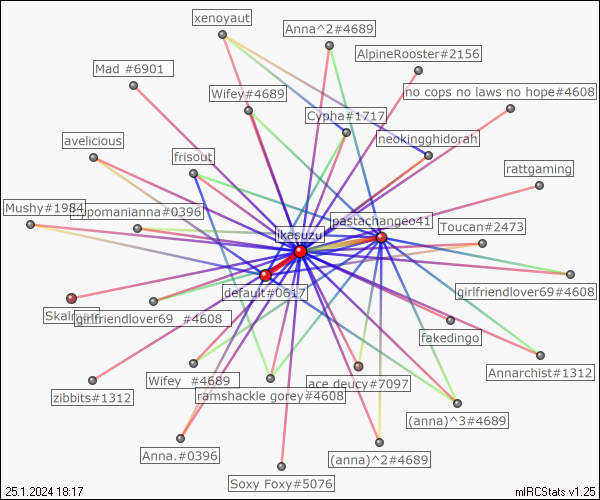 xenoyaut
Anna^2#4689
AlpineRooster#2156
Mad #6901
no cops no laws no hope#4608
Wifey#4689
Cypha#1717
neokingghidorah
avelicious
frisout
rattgaming
Mushy#1984
ypomanianna#0396
pastachangeo41
Toucan#2473
ikasuzu
default#0617
girlfriendlover69#4608
girlfriendlover69 #4608
fakedingo
Annarchist#1312
Wifey #4689
ace deucy#7097
zibbits#1312
ramshackle gorey#4608
(anna)^3#4689
Anna.#0396
(anna)^2#4689
Soxy Foxy#5076
25.1.2024 18:17
mIRCStats v1.25